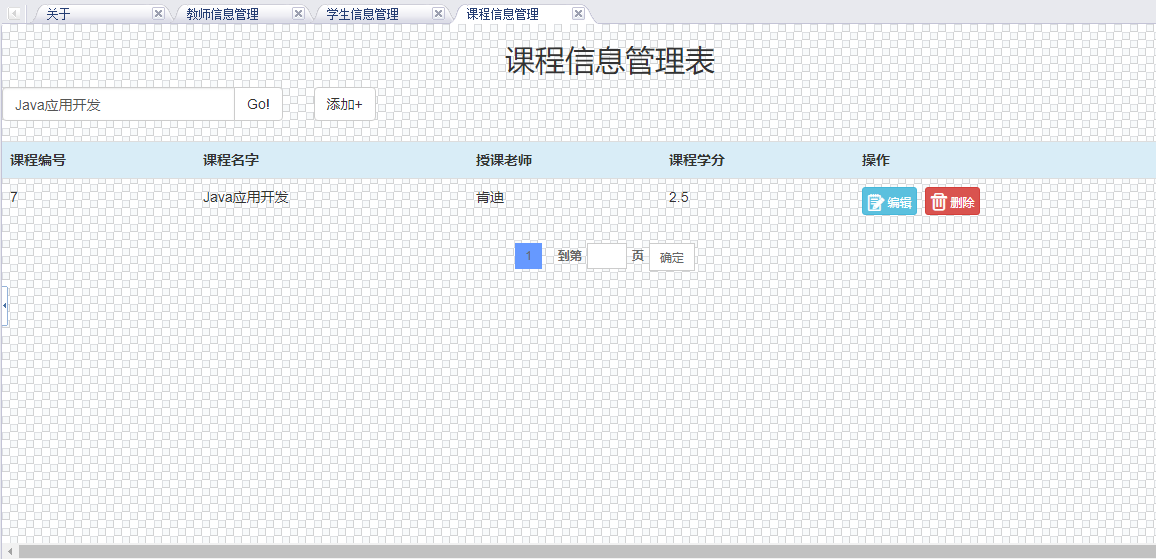 关于 教师信息管理 学生信息管理 课程信息管理
课程信息管理表
Java应用开发 Go! 添加+
课程编号 课程名字 授课老师 课程学分 操作
7 Java应用开发 肯迪 2.5 编辑 删除
1 到第 页 确定